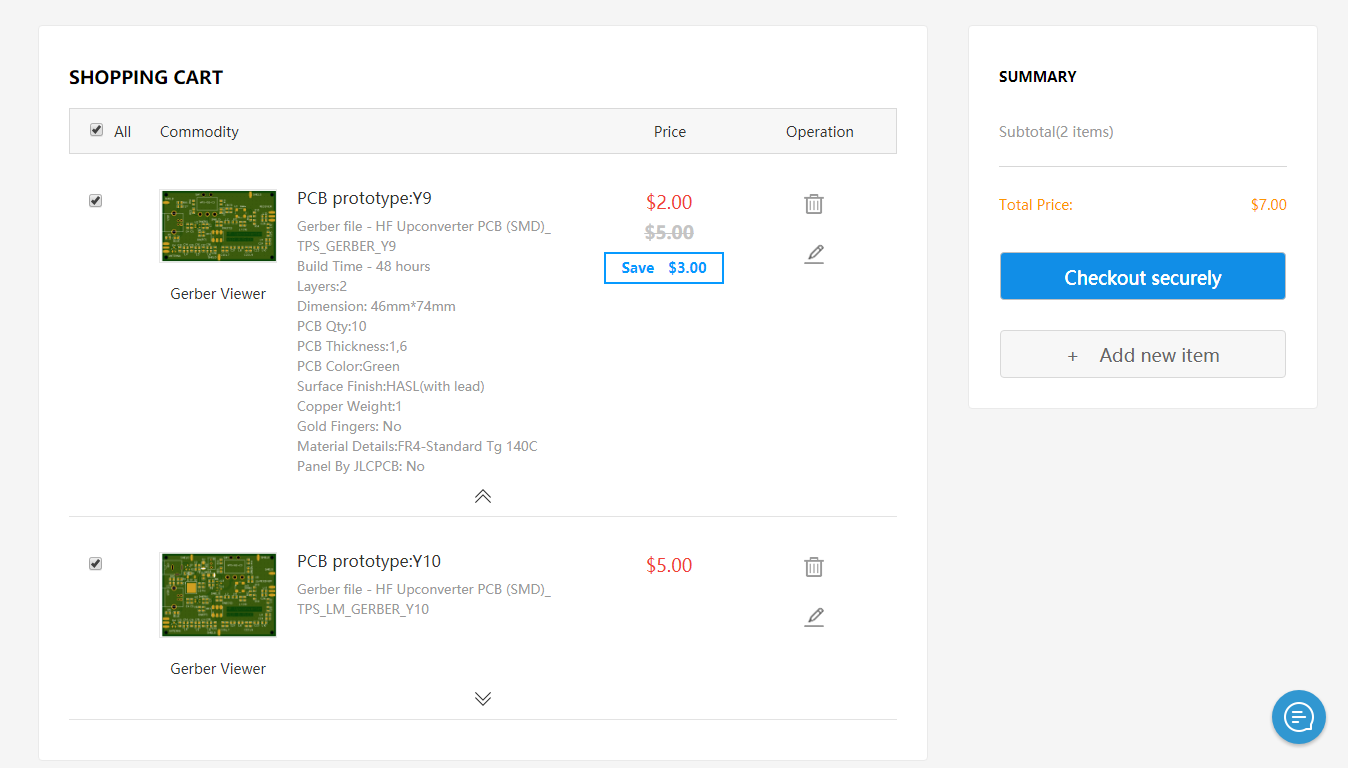 SHOPPING CART
All Commodity Price Operation
PCB prototype:Y9
Gerber file - HF Upconverter PCB (SMD)_
TPS_GERBER_Y9
Build Time - 48 hours
Layers:2
Dimension: 46mm*74mm
PCB Qty:10
PCB Thickness:1,6
PCB Color:Green
Surface Finish:HASL(with lead)
Copper Weight:1
Gold Fingers: No
Material Details:FR4-Standard Tg 140C
Panel By JLCPCB: No
Gerber Viewer
$2.00
$5.00
Save $3.00
PCB prototype:Y10
Gerber file - HF Upconverter PCB (SMD)_
TPS_LM_GERBER_Y10
Gerber Viewer
$5.00
SUMMARY
Subtotal(2 items)
Total Price: $7.00
Checkout securely
+ Add new item